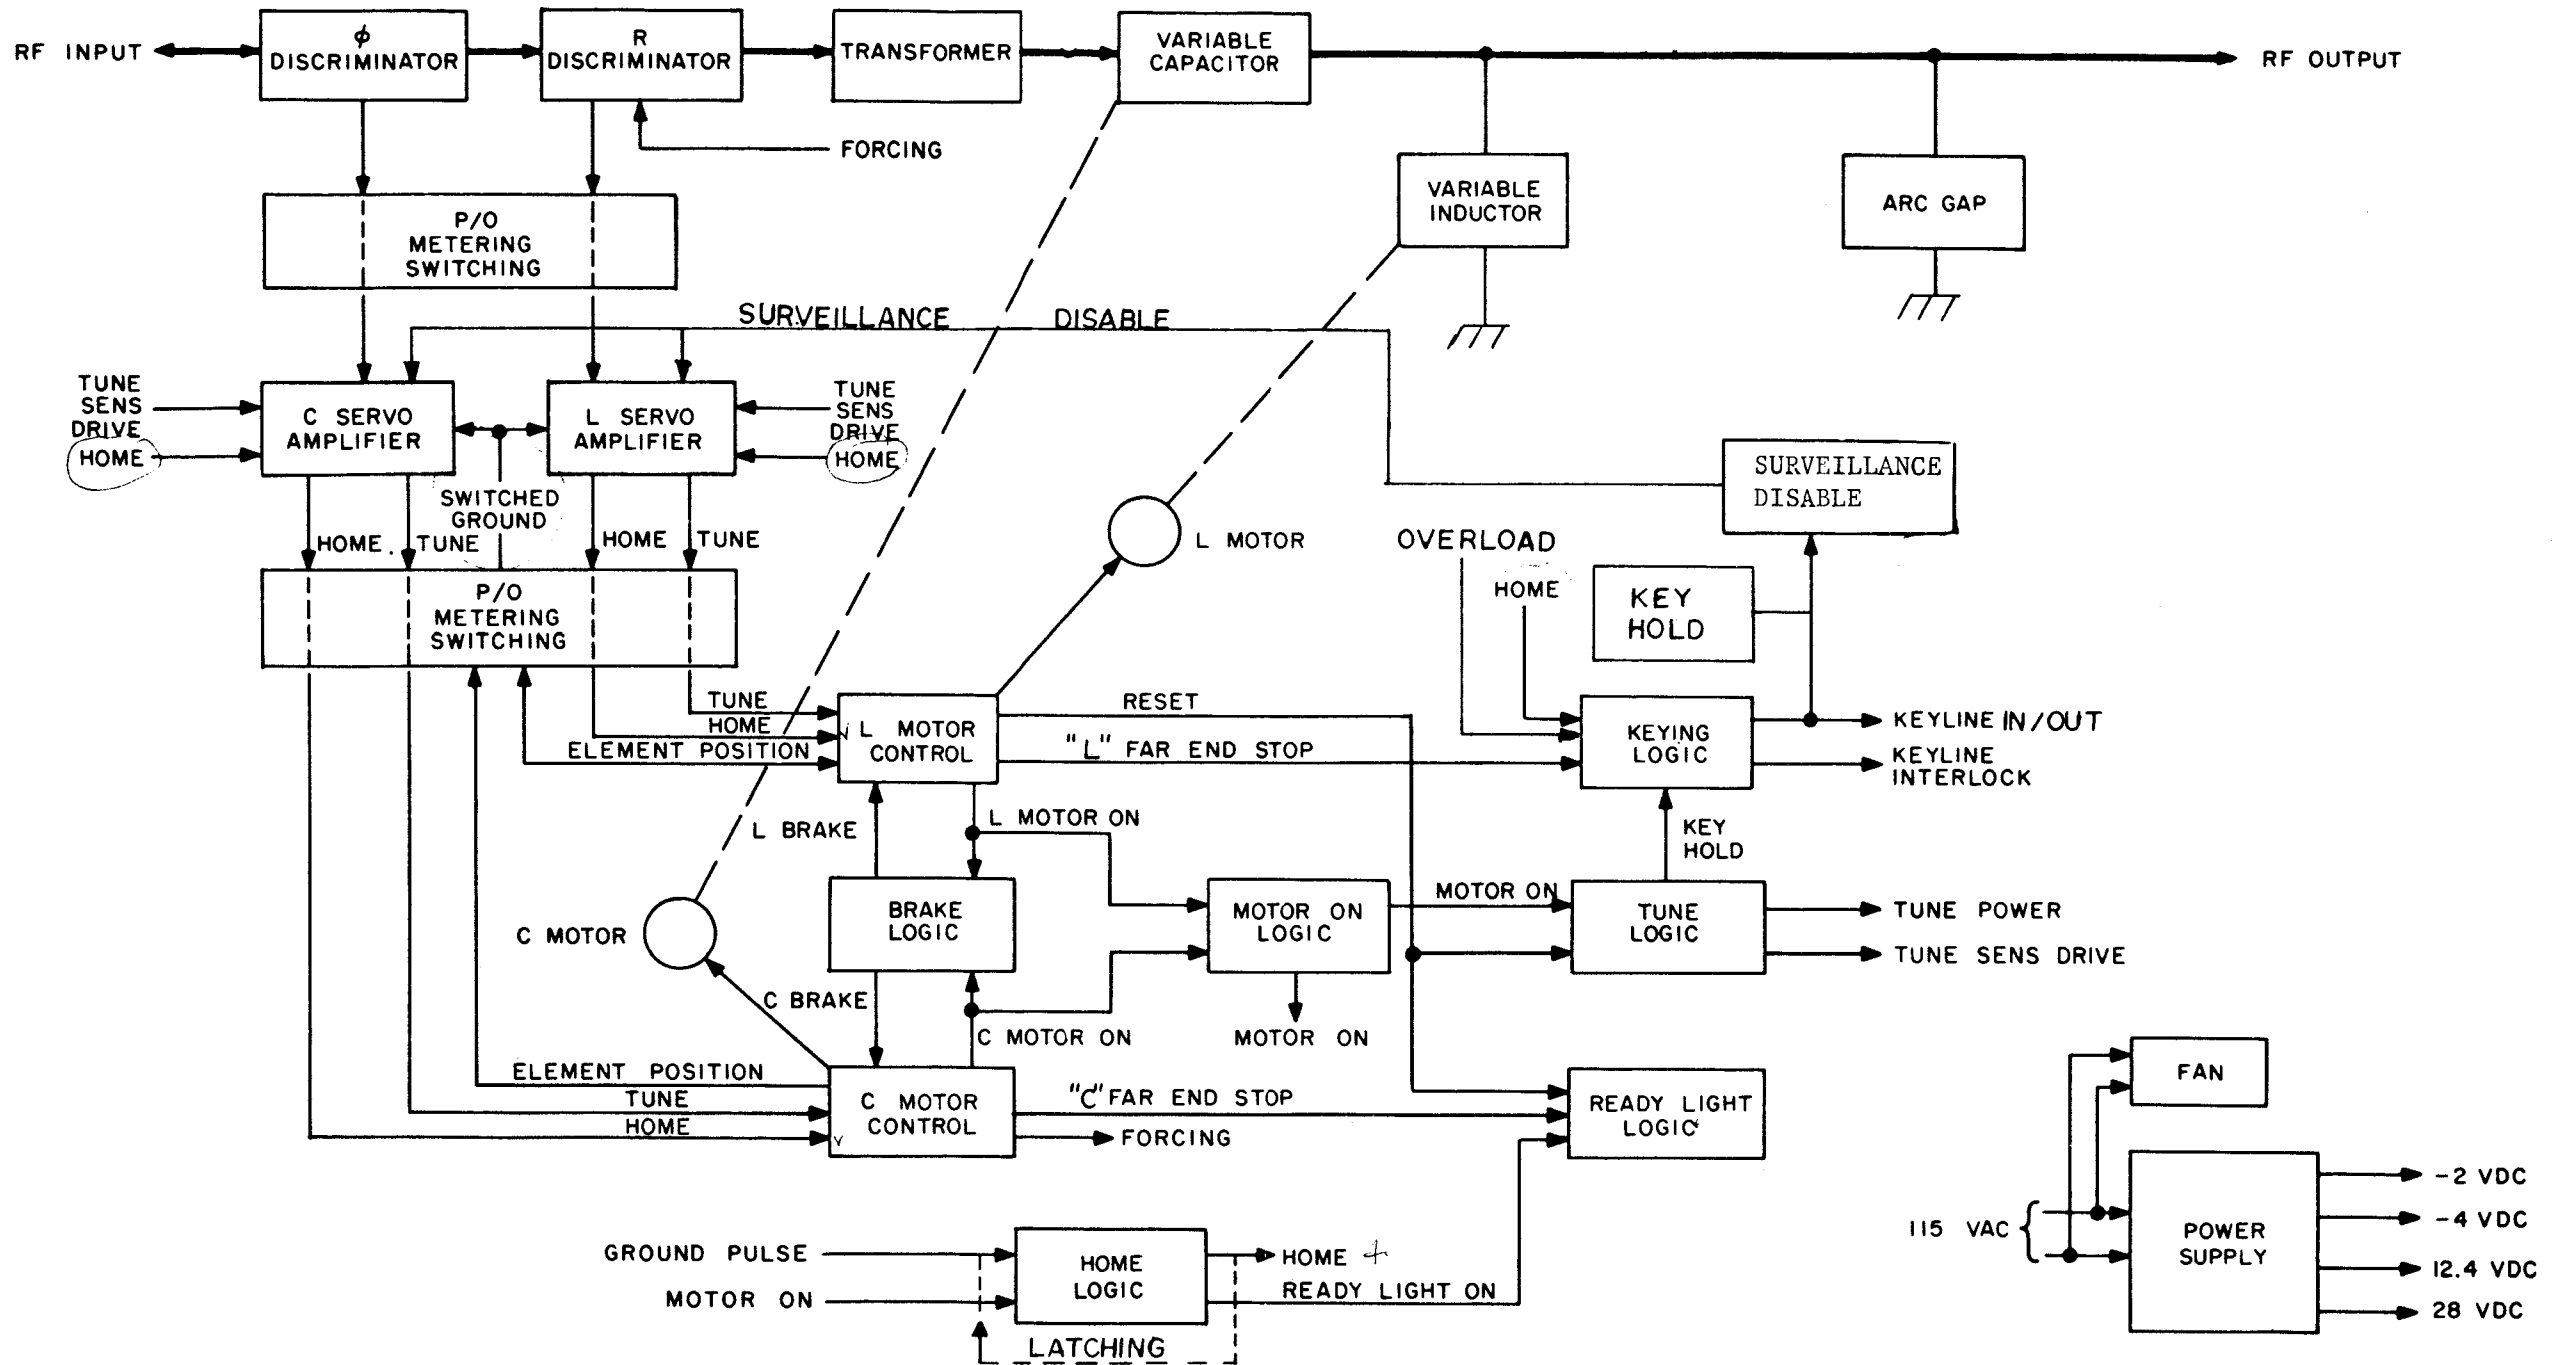 RF INPUT
ϕ
DISCRIMINATOR
R
DISCRIMINATOR
TRANSFORMER
VARIABLE
CAPACITOR
RF OUTPUT
FORCING
VARIABLE
INDUCTOR
ARC GAP
P/O
METERING
SWITCHING
SURVEILLANCE DISABLE
TUNE
SENS
DRIVE
HOME
C SERVO
AMPLIFIER
L SERVO
AMPLIFIER
TUNE
SENS
DRIVE
HOME
SWITCHED
GROUND
HOME
TUNE
HOME
TUNE
P/O
METERING
SWITCHING
L MOTOR
SURVEILLANCE
DISABLE
OVERLOAD
HOME
KEY
HOLD
TUNE
HOME
ELEMENT POSITION
L MOTOR
CONTROL
RESET
"L" FAR END STOP
KEYING
LOGIC
KEYLINE IN/OUT
KEYLINE
INTERLOCK
L BRAKE
L MOTOR ON
KEY
HOLD
C MOTOR
BRAKE
LOGIC
MOTOR ON
LOGIC
MOTOR ON
TUNE
LOGIC
TUNE POWER
TUNE SENS DRIVE
C BRAKE
C MOTOR ON
MOTOR ON
ELEMENT POSITION
TUNE
HOME
C MOTOR
CONTROL
"C" FAR END STOP
FORCING
READY LIGHT
LOGIC
FAN
GROUND PULSE
MOTOR ON
HOME
LOGIC
HOME +
READY LIGHT ON
LATCHING
115 VAC
POWER
SUPPLY
-2 VDC
-4 VDC
12.4 VDC
28 VDC